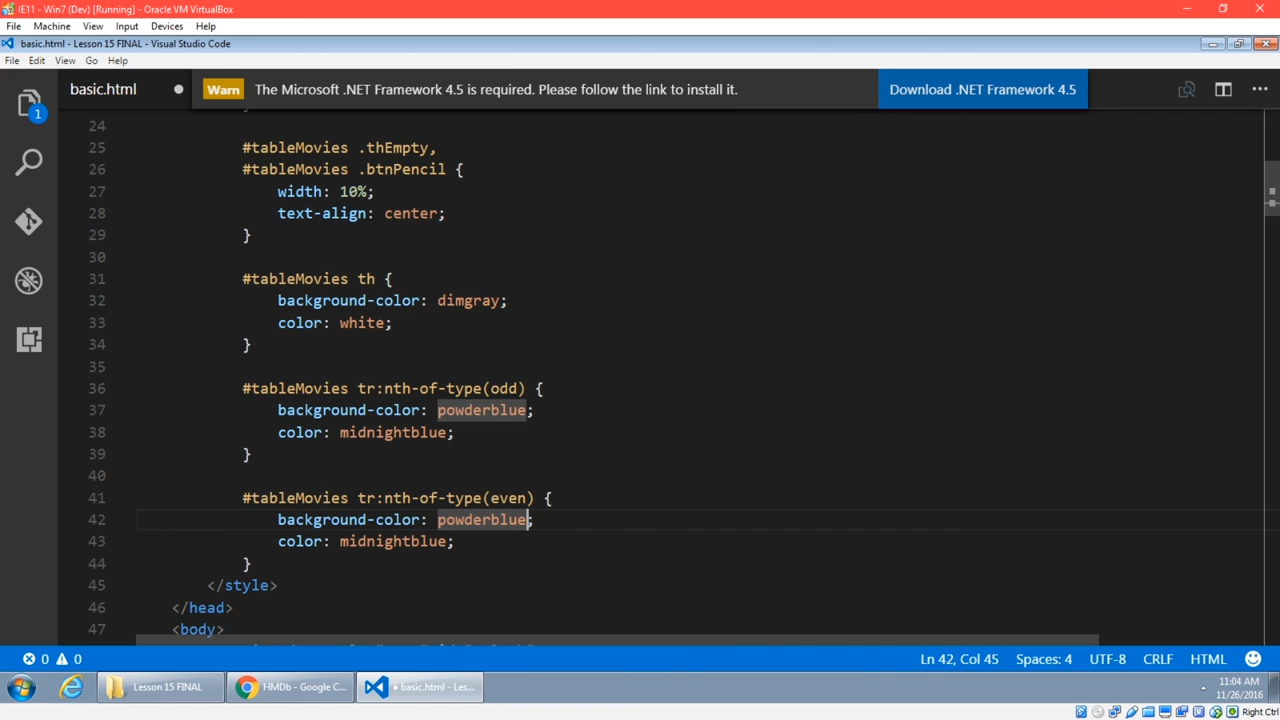 IE11 - Win7 (Dev) [Running] - Oracle VM VirtualBox
File Machine View Input Devices Help
basic.html - Lesson 15 FINAL - Visual Studio Code
File Edit View Go Help
basic.html
Warn The Microsoft .NET Framework 4.5 is required. Please follow the link to install it. Download .NET Framework 4.5
1
24
25 #tableMovies .thEmpty,
26 #tableMovies .btnPencil {
27 width: 10%;
28 text-align: center;
29 }
30
31 #tableMovies th {
32 background-color: dimgray;
33 color: white;
34 }
35
36 #tableMovies tr:nth-of-type(odd) {
37 background-color: powderblue;
38 color: midnightblue;
39 }
40
41 #tableMovies tr:nth-of-type(even) {
42 background-color: powderblue;
43 color: midnightblue;
44 }
45 </style>
46 </head>
47 <body>
0 0 Ln 42, Col 45 Spaces: 4 UTF-8 CRLF HTML
Lesson 15 FINAL HMDb - Google C... • basic.html - Les... 11:04 AM
11/26/2016
Right Ctrl